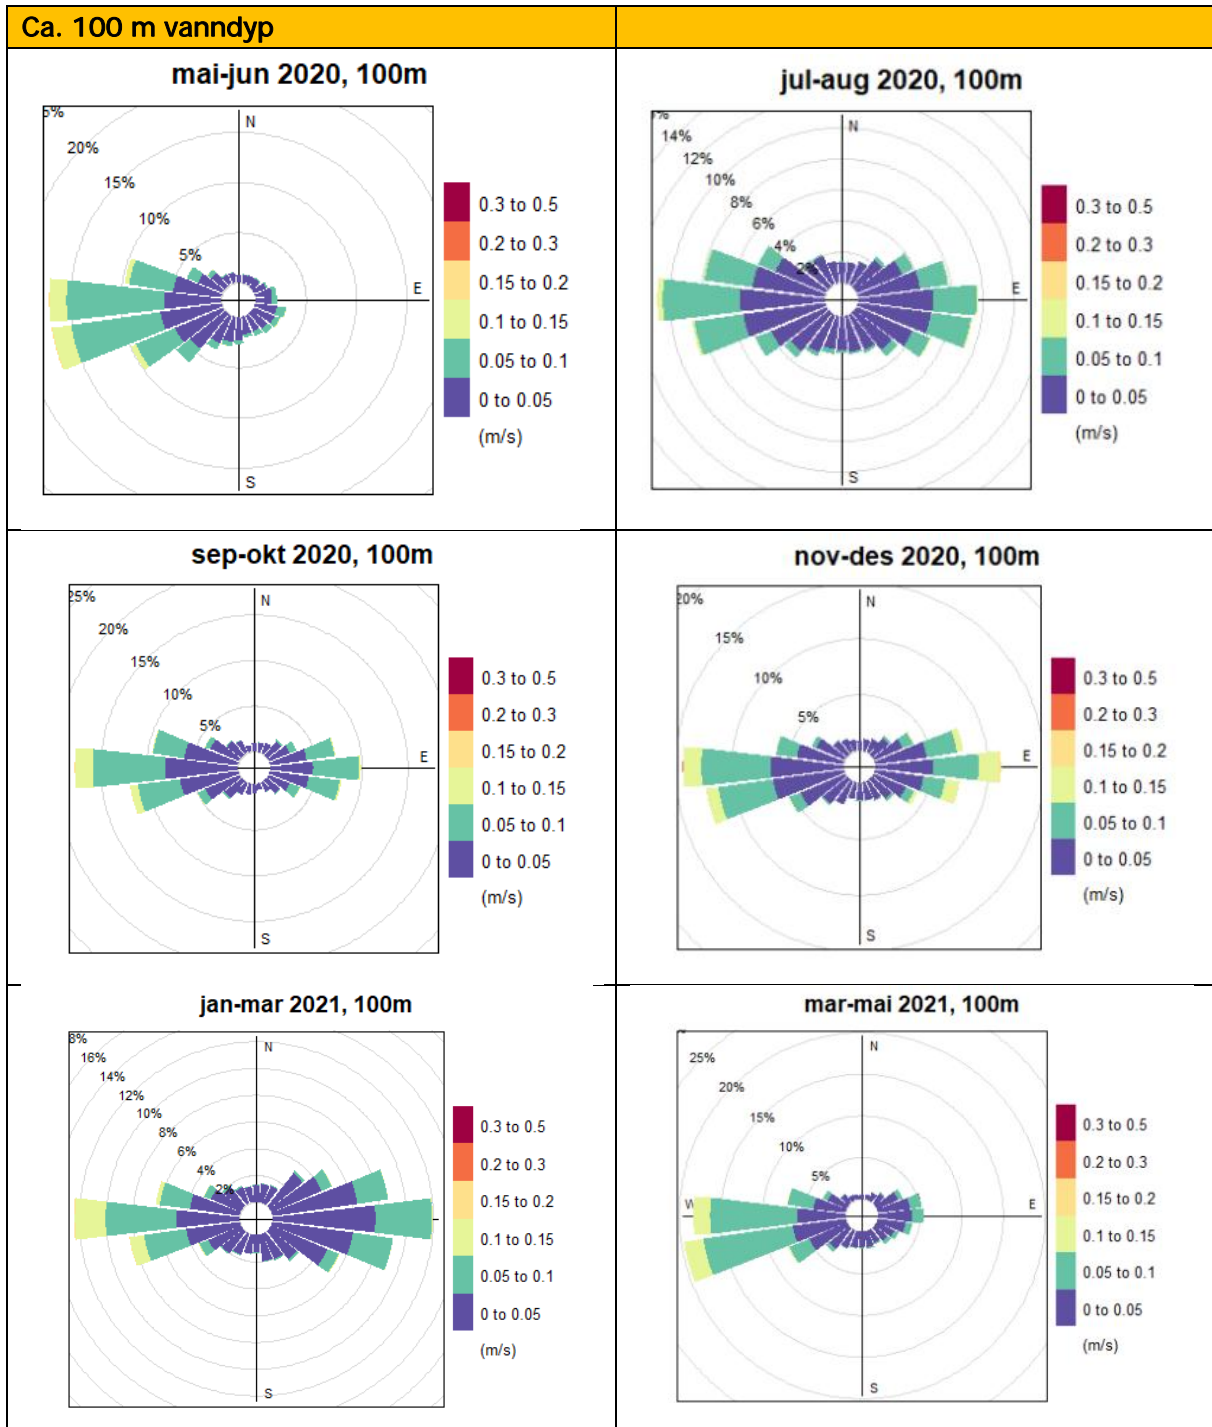 Ca. 100 m vanndyp
mai-jun 2020, 100m
5%
20%
15%
10%
5%
N
E
S
0.3 to 0.5
0.2 to 0.3
0.15 to 0.2
0.1 to 0.15
0.05 to 0.1
0 to 0.05
(m/s)
jul-aug 2020, 100m
14%
12%
10%
8%
6%
4%
2%
N
E
S
0.3 to 0.5
0.2 to 0.3
0.15 to 0.2
0.1 to 0.15
0.05 to 0.1
0 to 0.05
(m/s)
sep-okt 2020, 100m
25%
20%
15%
10%
5%
N
E
S
0.3 to 0.5
0.2 to 0.3
0.15 to 0.2
0.1 to 0.15
0.05 to 0.1
0 to 0.05
(m/s)
nov-des 2020, 100m
20%
15%
10%
5%
N
E
S
0.3 to 0.5
0.2 to 0.3
0.15 to 0.2
0.1 to 0.15
0.05 to 0.1
0 to 0.05
(m/s)
jan-mar 2021, 100m
8%
16%
14%
12%
10%
8%
6%
4%
2%
N
S
0.3 to 0.5
0.2 to 0.3
0.15 to 0.2
0.1 to 0.15
0.05 to 0.1
0 to 0.05
(m/s)
mar-mai 2021, 100m
25%
20%
15%
10%
5%
N
W
E
S
0.3 to 0.5
0.2 to 0.3
0.15 to 0.2
0.1 to 0.15
0.05 to 0.1
0 to 0.05
(m/s)